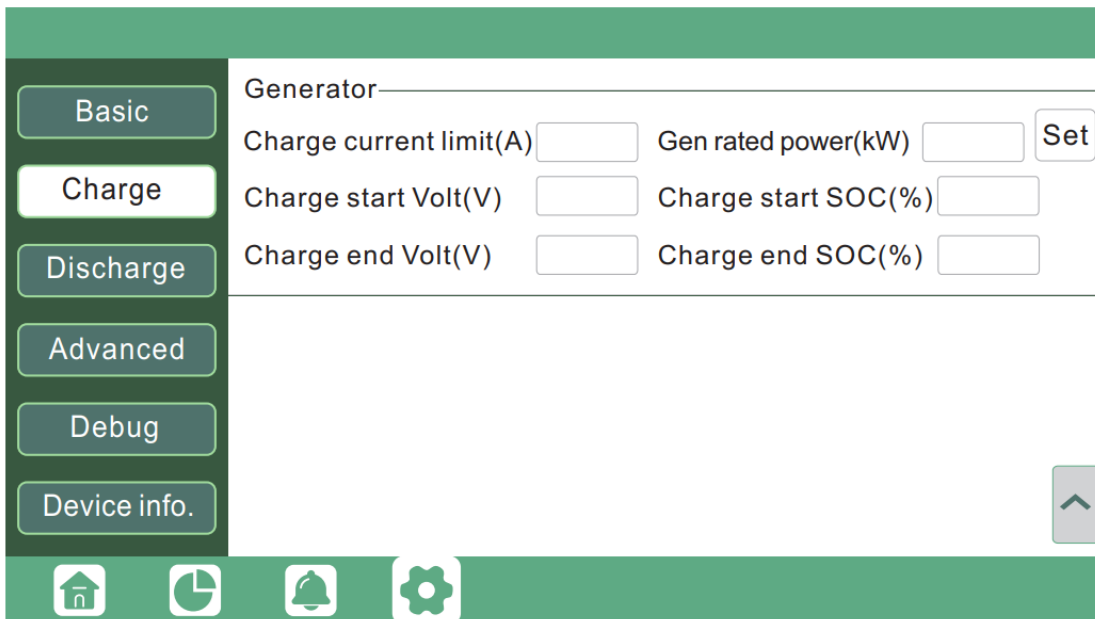 Basic
Charge
Discharge
Advanced
Debug
Device info.
Generator
Charge current limit(A) Gen rated power(kW) Set
Charge start Volt(V) Charge start SOC(%)
Charge end Volt(V) Charge end SOC(%)